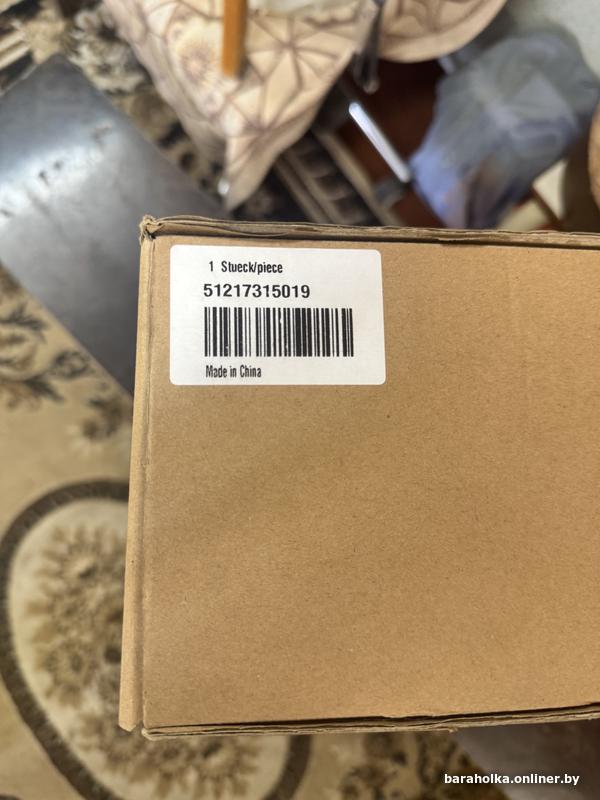 1 Stueck/piece
51217315019
Made in China
baraholka.onliner.by